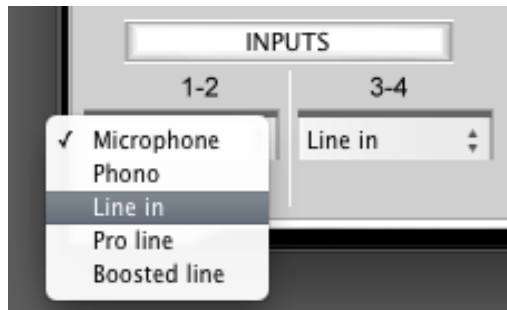 INPUTS
1-2 3-4
✓ Microphone
Line in
Phono
Line in
Pro line
Boosted line